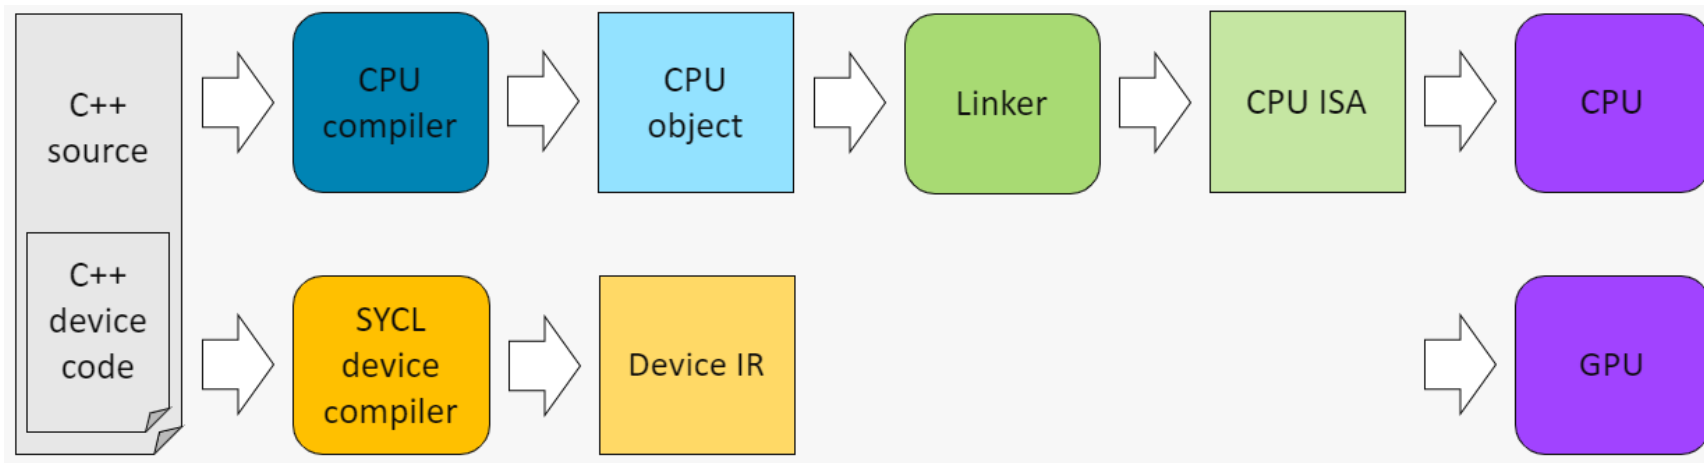 C++
source
CPU
compiler
CPU
object
Linker
CPU ISA
CPU
C++
device
code
SYCL
device
compiler
Device IR
GPU